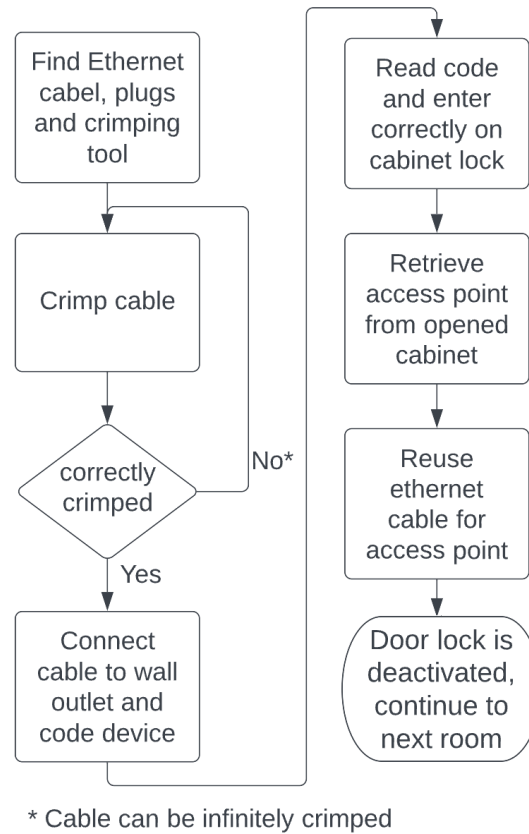 Find Ethernet
cabel, plugs
and crimping
tool
Crimp cable
correctly
crimped
No*
Yes
Connect
cable to wall
outlet and
code device
Read code
and enter
correctly on
cabinet lock
Retrieve
access point
from opened
cabinet
Reuse
ethernet
cable for
access point
Door lock is
deactivated,
continue to
next room
* Cable can be infinitely crimped